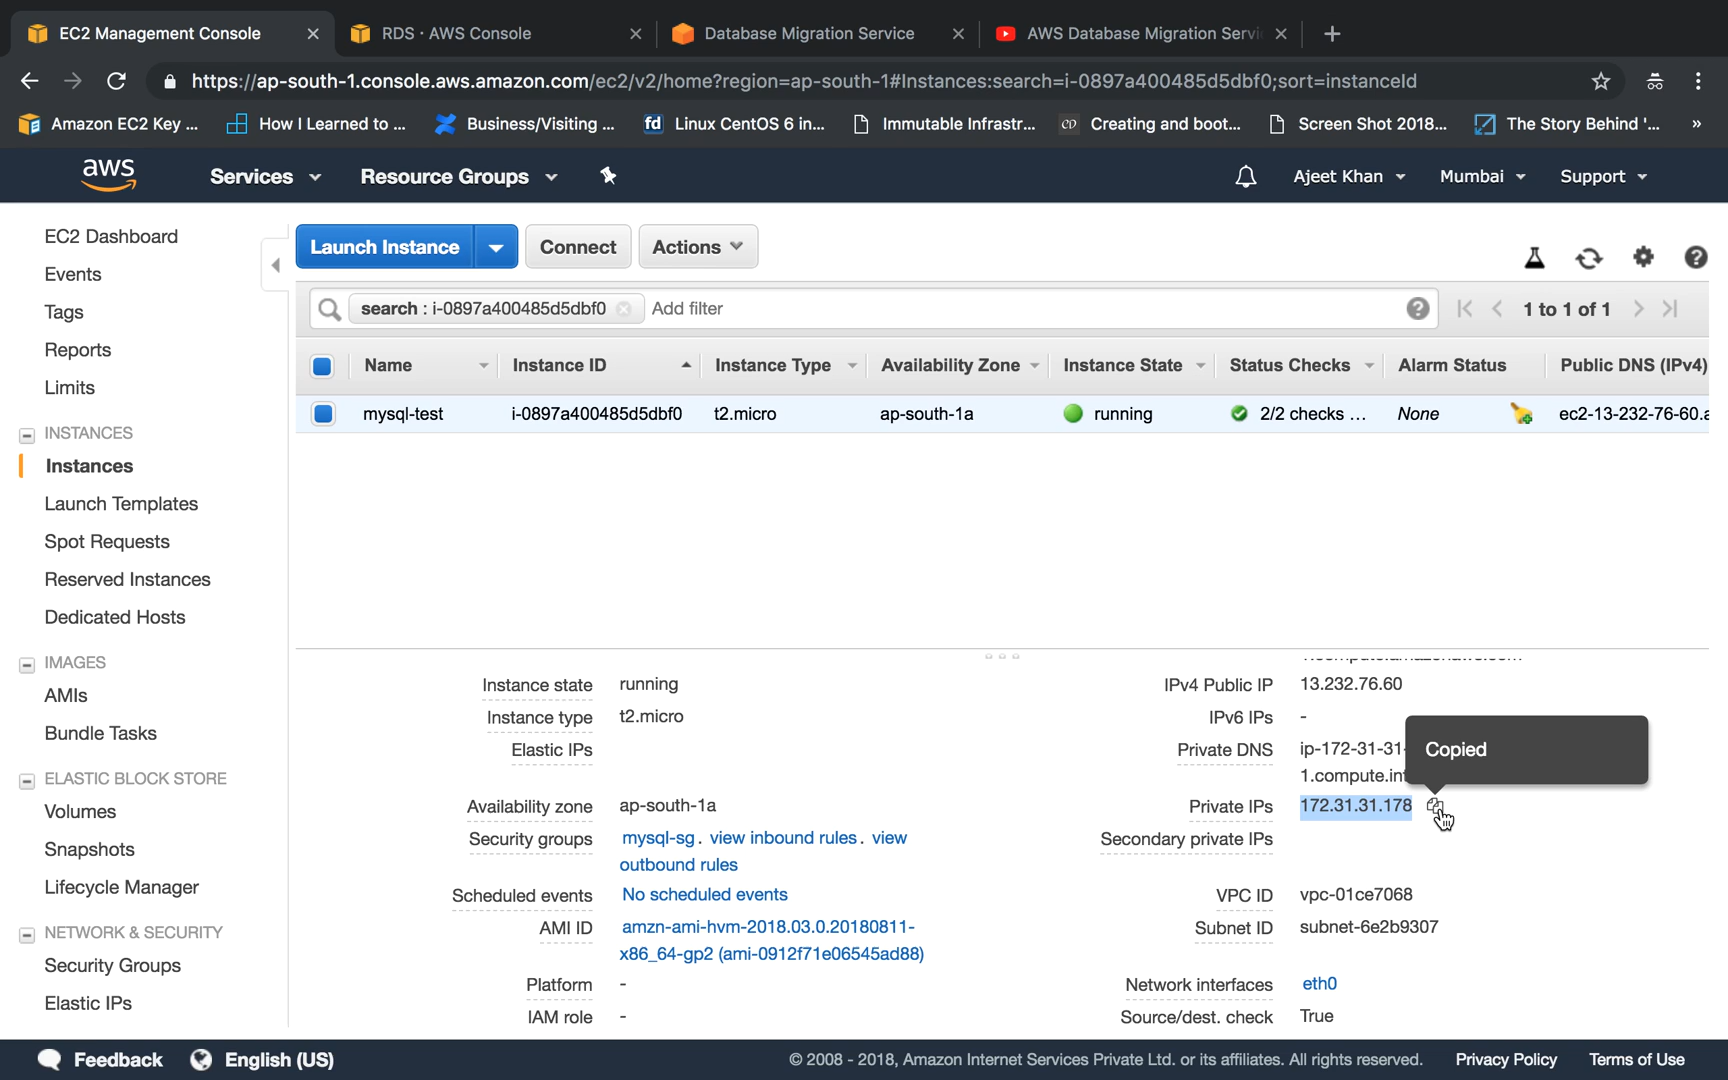 EC2 Management Console
RDS · AWS Console
Database Migration Service
AWS Database Migration Servi
https://ap-south-1.console.aws.amazon.com/ec2/v2/home?region=ap-south-1#Instances:search=i-0897a400485d5dbf0;sort=instanceId
Amazon EC2 Key ...
How I Learned to ...
Business/Visiting ...
fd Linux CentOS 6 in...
Immutable Infrastr...
CD Creating and boot...
Screen Shot 2018...
The Story Behind '...
»
aws
Services
Resource Groups
Ajeet Khan
Mumbai
Support
EC2 Dashboard
Events
Tags
Reports
Limits
INSTANCES
Instances
Launch Templates
Spot Requests
Reserved Instances
Dedicated Hosts
IMAGES
AMIs
Bundle Tasks
ELASTIC BLOCK STORE
Volumes
Snapshots
Lifecycle Manager
NETWORK & SECURITY
Security Groups
Elastic IPs
Launch Instance
Connect
Actions
search : i-0897a400485d5dbf0 Add filter
1 to 1 of 1
Name Instance ID Instance Type Availability Zone Instance State Status Checks Alarm Status Public DNS (IPv4)
mysql-test i-0897a400485d5dbf0 t2.micro ap-south-1a running 2/2 checks ... None ec2-13-232-76-60.a
Instance state running
Instance type t2.micro
Elastic IPs
Availability zone ap-south-1a
Security groups mysql-sg. view inbound rules. view
outbound rules
Scheduled events No scheduled events
AMI ID amzn-ami-hvm-2018.03.0.20180811-
x86_64-gp2 (ami-0912f71e06545ad88)
Platform -
IAM role -
IPv4 Public IP 13.232.76.60
IPv6 IPs -
Private DNS ip-172-31-31-
1.compute.int
Copied
Private IPs 172.31.31.178
Secondary private IPs
VPC ID vpc-01ce7068
Subnet ID subnet-6e2b9307
Network interfaces eth0
Source/dest. check True
Feedback
English (US)
© 2008 - 2018, Amazon Internet Services Private Ltd. or its affiliates. All rights reserved.
Privacy Policy
Terms of Use